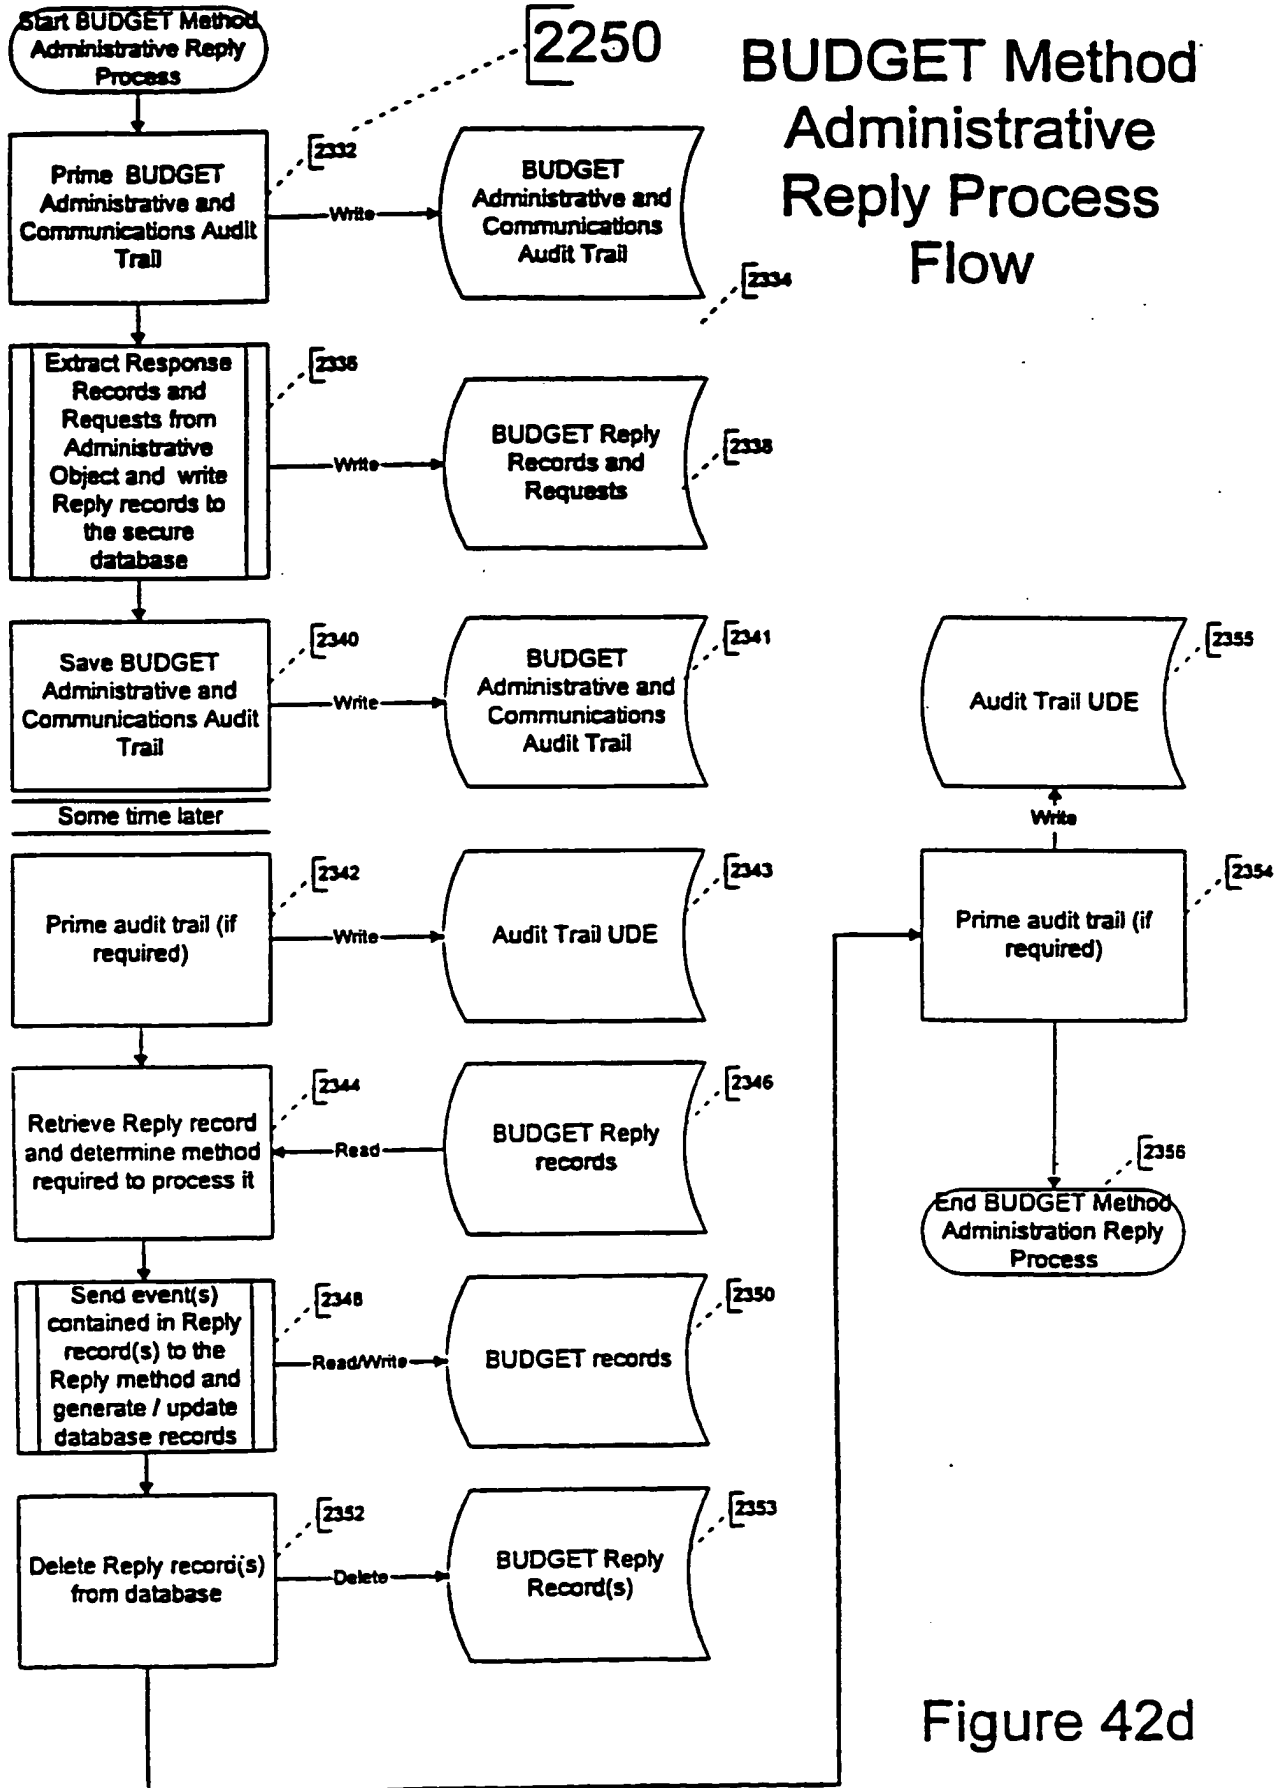 Start BUDGET Method
Administrative Reply
Process
2250
BUDGET Method
Administrative
Reply Process
Flow
2332
Prime BUDGET
Administrative and
Communications Audit
Trail
Write
BUDGET
Administrative and
Communications
Audit Trail
2334
Extract Response
Records and
Requests from
Administrative
Object and write
Reply records to
the secure
database
2336
Write
BUDGET Reply
Records and
Requests
2338
Save BUDGET
Administrative and
Communications Audit
Trail
2340
Write
BUDGET
Administrative and
Communications
Audit Trail
2341
Audit Trail UDE
2355
Write
Some time later
Prime audit trail (if
required)
2342
Write
Audit Trail UDE
2343
Prime audit trail (if
required)
2354
Retrieve Reply record
and determine method
required to process it
2344
Read
BUDGET Reply
records
2346
2356
End BUDGET Method
Administration Reply
Process
Send event(s)
contained in Reply
record(s) to the
Reply method and
generate / update
database records
2348
Read/Write
BUDGET records
2350
Delete Reply record(s)
from database
2352
Delete
BUDGET Reply
Record(s)
2353
Figure 42d